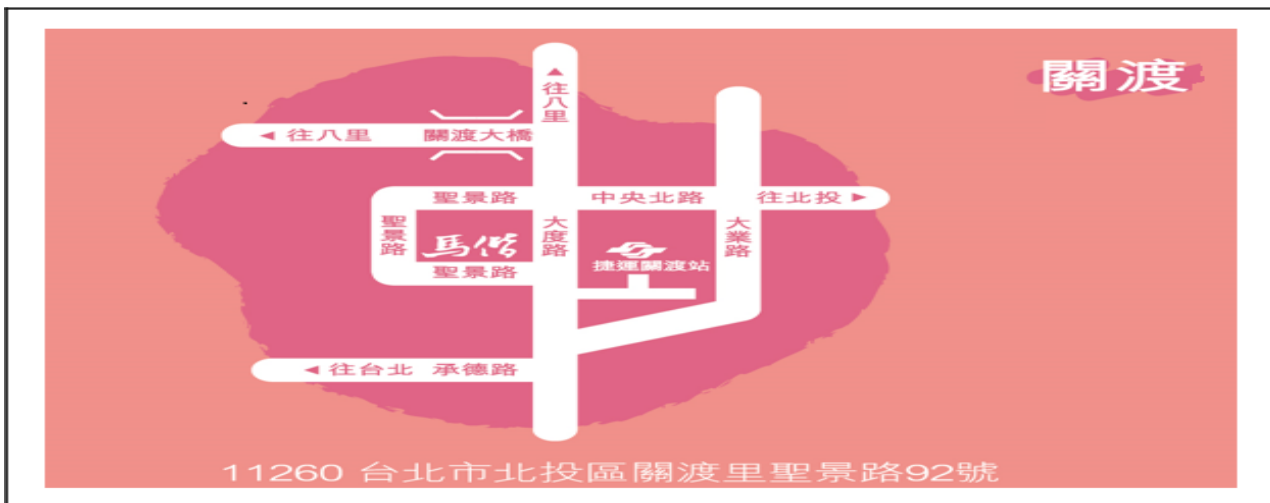 關渡
▲往八里
◀ 往八里 關渡大橋
聖景路
中央北路
往北投 ▶
聖景路
馬偕
大度路
捷運關渡站
大業路
聖景路
◀ 往台北 承德路
11260 台北市北投區關渡里聖景路92號